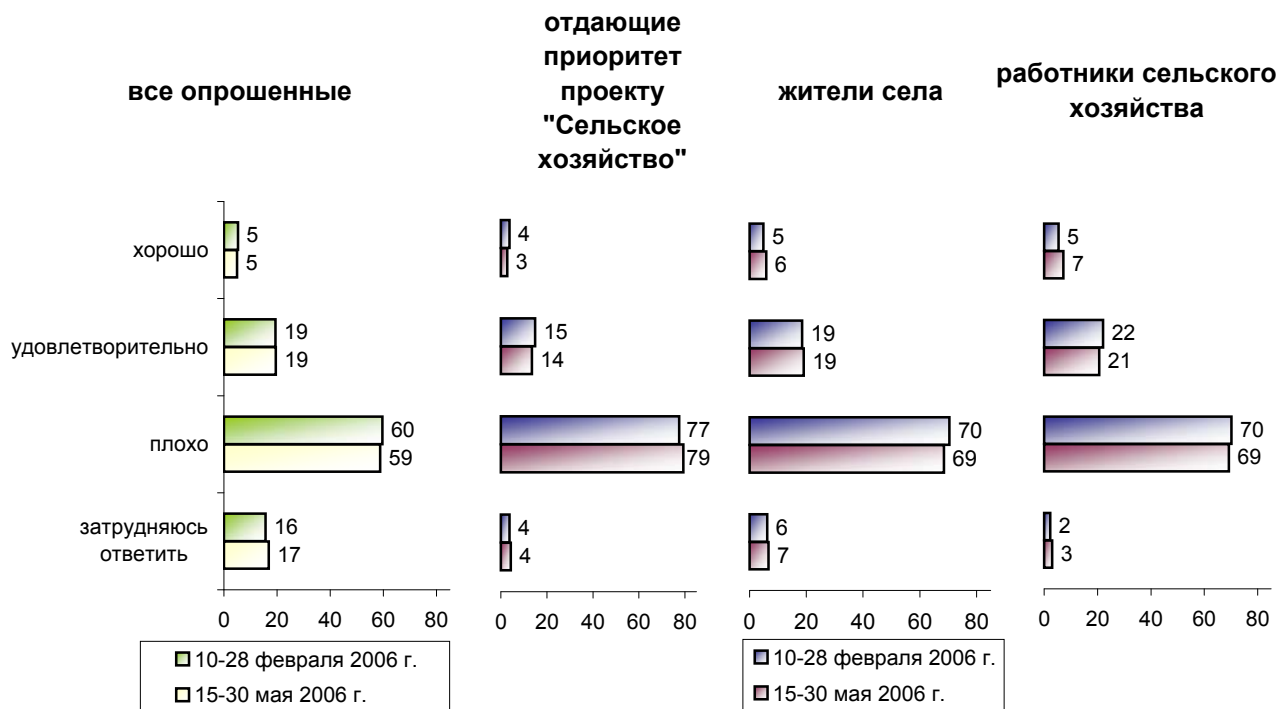 все опрошенные
отдающие
приоритет
проекту
"Сельское
хозяйство"
жители села
работники сельского
хозяйства
хорошо
5
5
4
3
5
6
5
7
удовлетворительно
19
19
15
14
19
19
22
21
плохо
60
59
77
79
70
69
70
69
затрудняюсь
ответить
16
17
4
4
6
7
2
3
0 20 40 60 80
0 20 40 60 80
0 20 40 60 80
0 20 40 60 80
10-28 февраля 2006 г.
15-30 мая 2006 г.
10-28 февраля 2006 г.
15-30 мая 2006 г.